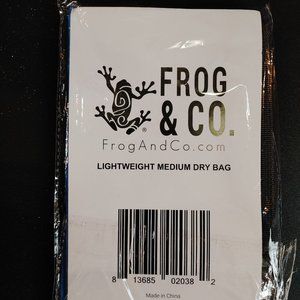 FROG
& CO.
®
FrogAndCo.com
LIGHTWEIGHT MEDIUM DRY BAG
8 13685 02038 2
Made in China